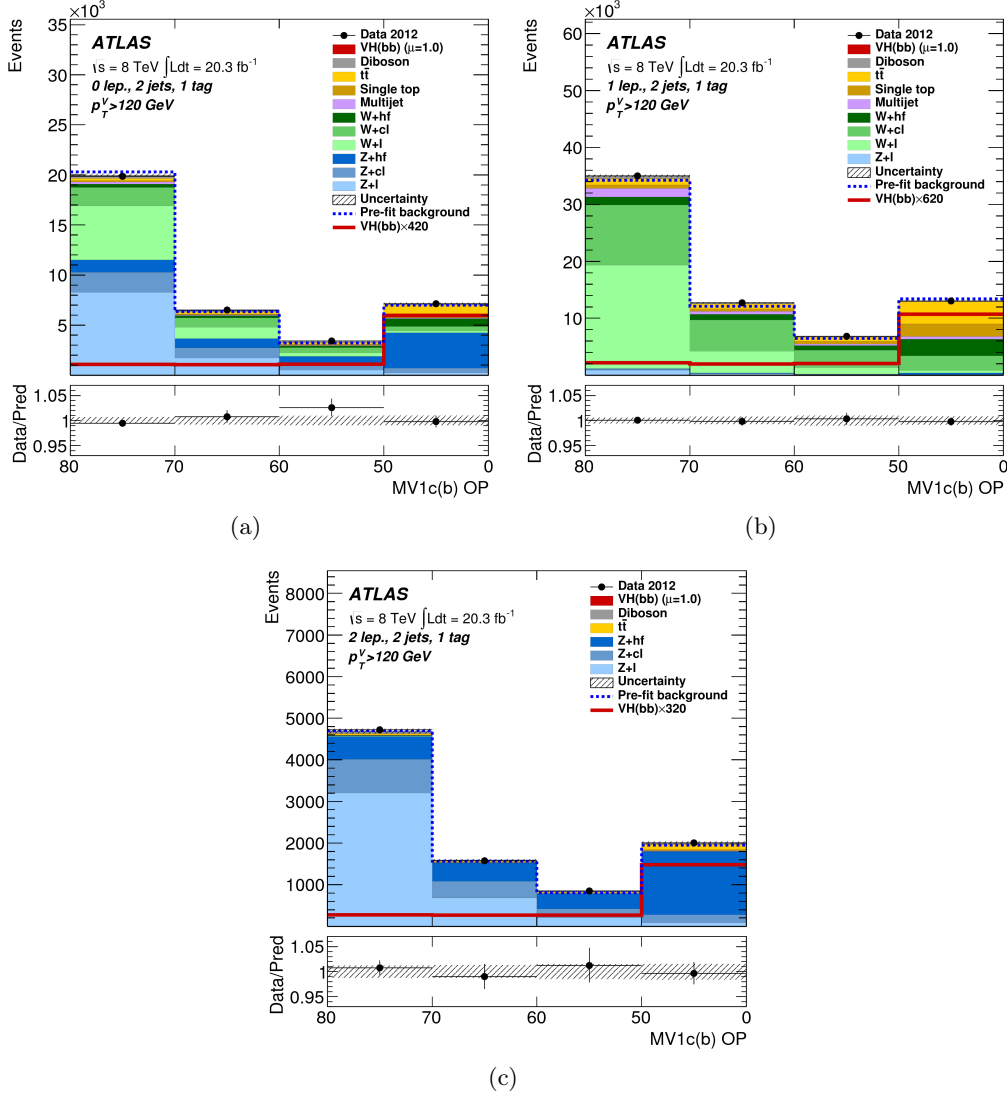 ×10³
Events
35
30
25
20
15
10
5
ATLAS
√s = 8 TeV ∫Ldt = 20.3 fb⁻¹
0 lep., 2 jets, 1 tag
p_T^V>120 GeV
Data 2012
VH(bb) (μ=1.0)
Diboson
tt̄
Single top
Multijet
W+hf
W+cl
W+l
Z+hf
Z+cl
Z+l
Uncertainty
Pre-fit background
VH(bb)×420
Data/Pred
1.05
1
0.95
80 70 60 50 0
MV1c(b) OP
(a)
×10³
Events
60
50
40
30
20
10
ATLAS
√s = 8 TeV ∫Ldt = 20.3 fb⁻¹
1 lep., 2 jets, 1 tag
p_T^V>120 GeV
Data 2012
VH(bb) (μ=1.0)
Diboson
tt̄
Single top
Multijet
W+hf
W+cl
W+l
Z+l
Uncertainty
Pre-fit background
VH(bb)×620
Data/Pred
1.05
1
0.95
80 70 60 50 0
MV1c(b) OP
(b)
Events
8000
7000
6000
5000
4000
3000
2000
1000
ATLAS
√s = 8 TeV ∫Ldt = 20.3 fb⁻¹
2 lep., 2 jets, 1 tag
p_T^V>120 GeV
Data 2012
VH(bb) (μ=1.0)
Diboson
tt̄
Z+hf
Z+cl
Z+l
Uncertainty
Pre-fit background
VH(bb)×320
Data/Pred
1.05
1
0.95
80 70 60 50 0
MV1c(b) OP
(c)